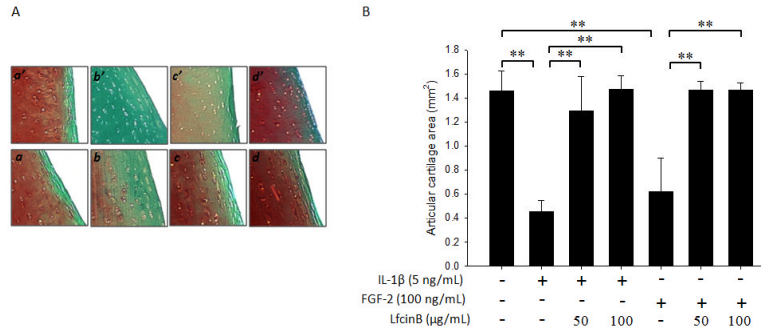 A
B
a' b' c' d'
a b c d
** **
** ** ** **
Articular cartilage area (mm²)
1.8
1.6
1.4
1.2
1.0
0.8
0.6
0.4
0.2
0.0
IL-1β (5 ng/mL) - + + + - - -
FGF-2 (100 ng/mL) - - - - + + +
LfcinB (μg/mL) - - 50 100 - 50 100